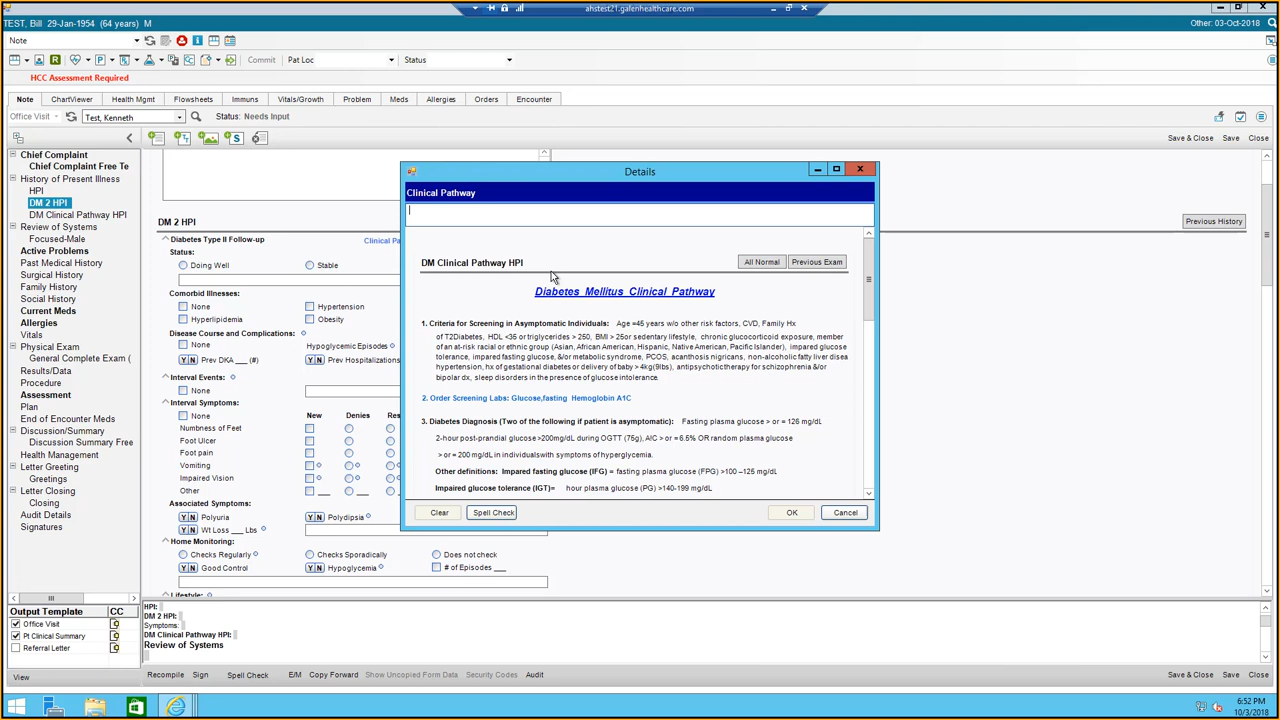 ahstest21.galenhealthcare.com
TEST, Bill 29-Jan-1954 (64 years) M
Other: 03-Oct-2018
Note
Commit Pat Loc Status
HCC Assessment Required
Note ChartViewer Health Mgmt Flowsheets Immuns Vitals/Growth Problem Meds Allergies Orders Encounter
Office Visit Test, Kenneth Status: Needs Input
Save & Close Save Close
Chief Complaint
Chief Complaint Free Te
History of Present Illness
HPI
DM 2 HPI
DM Clinical Pathway HPI
Review of Systems
Focused-Male
Active Problems
Past Medical History
Surgical History
Family History
Social History
Current Meds
Allergies
Vitals
Physical Exam
General Complete Exam (
Results/Data
Procedure
Assessment
Plan
End of Encounter Meds
Discussion/Summary
Discussion Summary Free
Health Management
Letter Greeting
Greetings
Letter Closing
Closing
Audit Details
Signatures
Output Template CC
Office Visit
Pt Clinical Summary
Referral Letter
View
DM 2 HPI
Previous History
Diabetes Type II Follow-up Clinical Pa
Status:
Doing Well Stable
Comorbid Illnesses:
None Hypertension
Hyperlipidemia Obesity
Disease Course and Complications:
None Hypoglycemic Episodes
Y N Prev DKA ___ (#) Y N Prev Hospitalizations
Interval Events:
None
Interval Symptoms:
None New Denies Res
Numbness of Feet
Foot Ulcer
Foot pain
Vomiting
Impaired Vision
Other ___ ___
Associated Symptoms:
Y N Polyuria Y N Polydipsia
Y N Wt Loss ___ Lbs
Home Monitoring:
Checks Regularly Checks Sporadically Does not check
Y N Good Control Y N Hypoglycemia # of Episodes ___
Lifestyle:
Details
Clinical Pathway
DM Clinical Pathway HPI All Normal Previous Exam
Diabetes Mellitus Clinical Pathway
1. Criteria for Screening in Asymptomatic Individuals: Age =45 years w/o other risk factors, CVD, Family Hx
of T2Diabetes, HDL <35 or triglycerides > 250, BMI > 25or sedentary lifestyle, chronic glucocorticoid exposure, member
of an at-risk racial or ethnic group (Asian, African American, Hispanic, Native American, Pacific Islander), impaired glucose
tolerance, impaired fasting glucose, &/or metabolic syndrome, PCOS, acanthosis nigricans, non-alcoholic fatty liver disea
hypertension, hx of gestational diabetes or delivery of baby > 4kg(9lbs), antipsychotic therapy for schizophrenia &/or
bipolar dx, sleep disorders in the presence of glucose intolerance.
2. Order Screening Labs: Glucose,fasting Hemoglobin A1C
3. Diabetes Diagnosis (Two of the following if patient is asymptomatic): Fasting plasma glucose > or = 126 mg/dL
2-hour post-prandial glucose >200mg/dL during OGTT (75g), AIC > or = 6.5% OR random plasma glucose
> or = 200 mg/dL in individualswith symptoms of hyperglycemia.
Other definitions: Impaired fasting glucose (IFG) = fasting plasma glucose (FPG) >100 –125 mg/dL
Impaired glucose tolerance (IGT)= hour plasma glucose (PG) >140-199 mg/dL
Clear Spell Check OK Cancel
HPI:
DM 2 HPI:
Symptoms:
DM Clinical Pathway HPI:
Review of Systems
Recompile Sign Spell Check E/M Copy Forward Show Uncopied Form Data Security Codes Audit
Save & Close Save Close
6:52 PM
10/3/2018